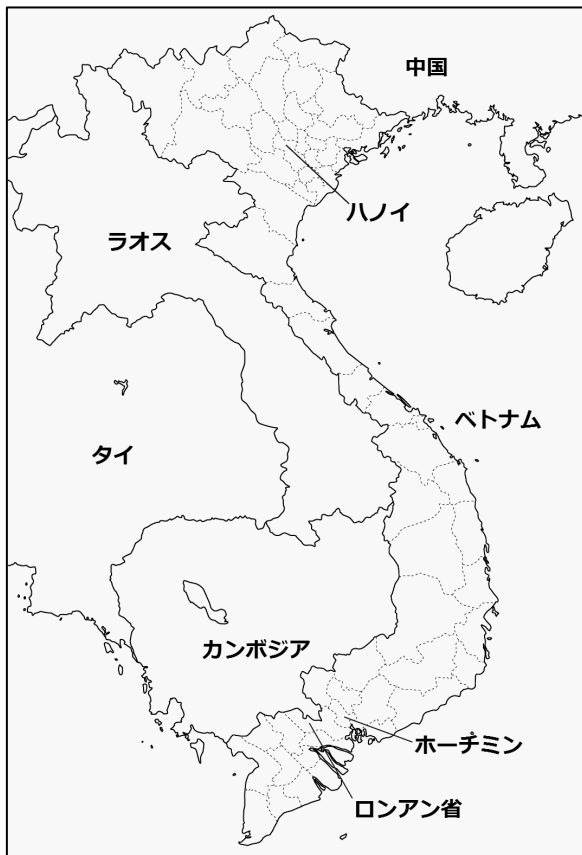 中国
ハノイ
ラオス
ベトナム
タイ
カンボジア
ホーチミン
ロンアン省